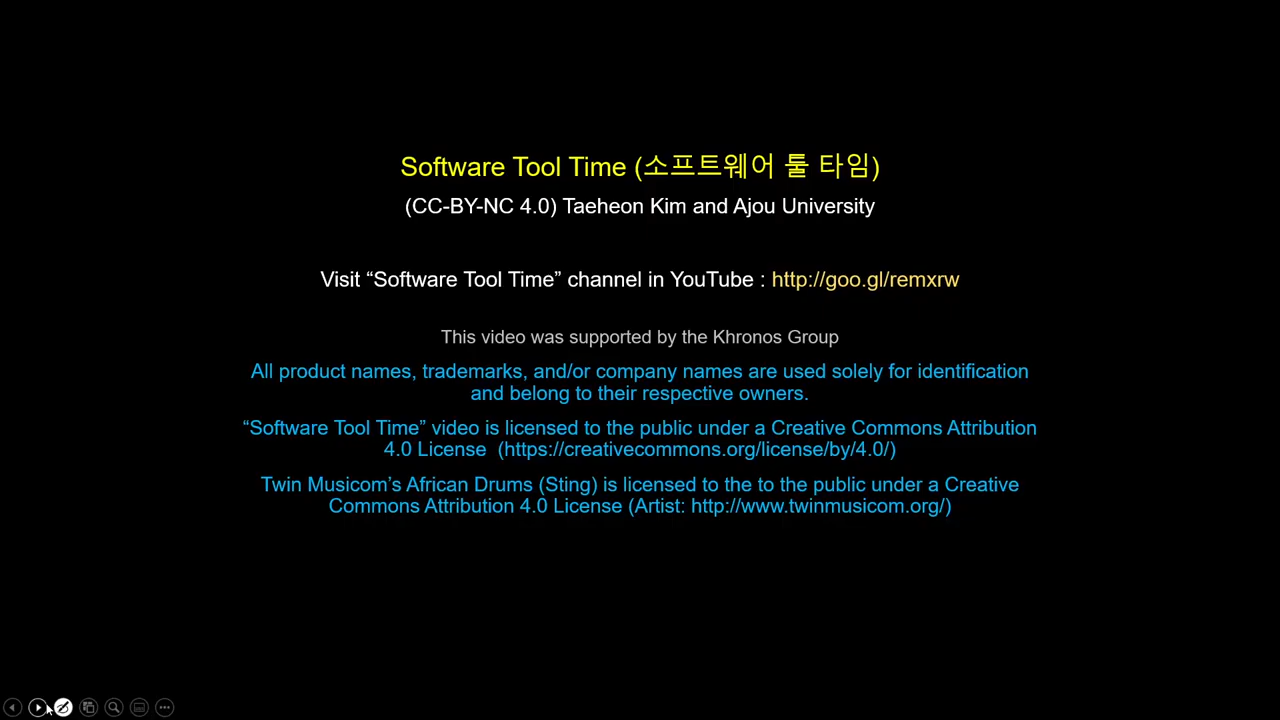 Software Tool Time (소프트웨어 툴 타임)
(CC-BY-NC 4.0) Taeheon Kim and Ajou University
Visit “Software Tool Time” channel in YouTube : http://goo.gl/remxrw
This video was supported by the Khronos Group
All product names, trademarks, and/or company names are used solely for identification
and belong to their respective owners.
“Software Tool Time” video is licensed to the public under a Creative Commons Attribution
4.0 License  (https://creativecommons.org/license/by/4.0/)
Twin Musicom’s African Drums (Sting) is licensed to the to the public under a Creative
Commons Attribution 4.0 License (Artist: http://www.twinmusicom.org/)